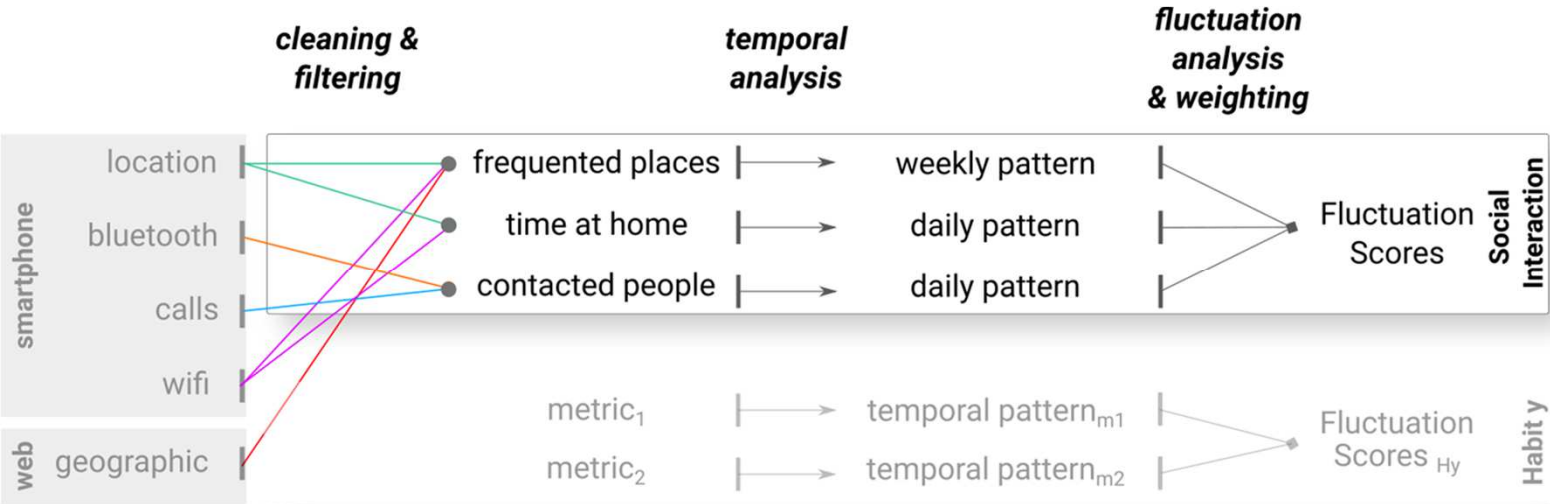 cleaning &
filtering
temporal
analysis
fluctuation
analysis
& weighting
smartphone
location
bluetooth
calls
wifi
web
geographic
frequented places
weekly pattern
time at home
daily pattern
contacted people
daily pattern
Fluctuation
Scores
Social
Interaction
metric₁
temporal patternₘ₁
metric₂
temporal patternₘ₂
Fluctuation
Scores Hy
Habit y